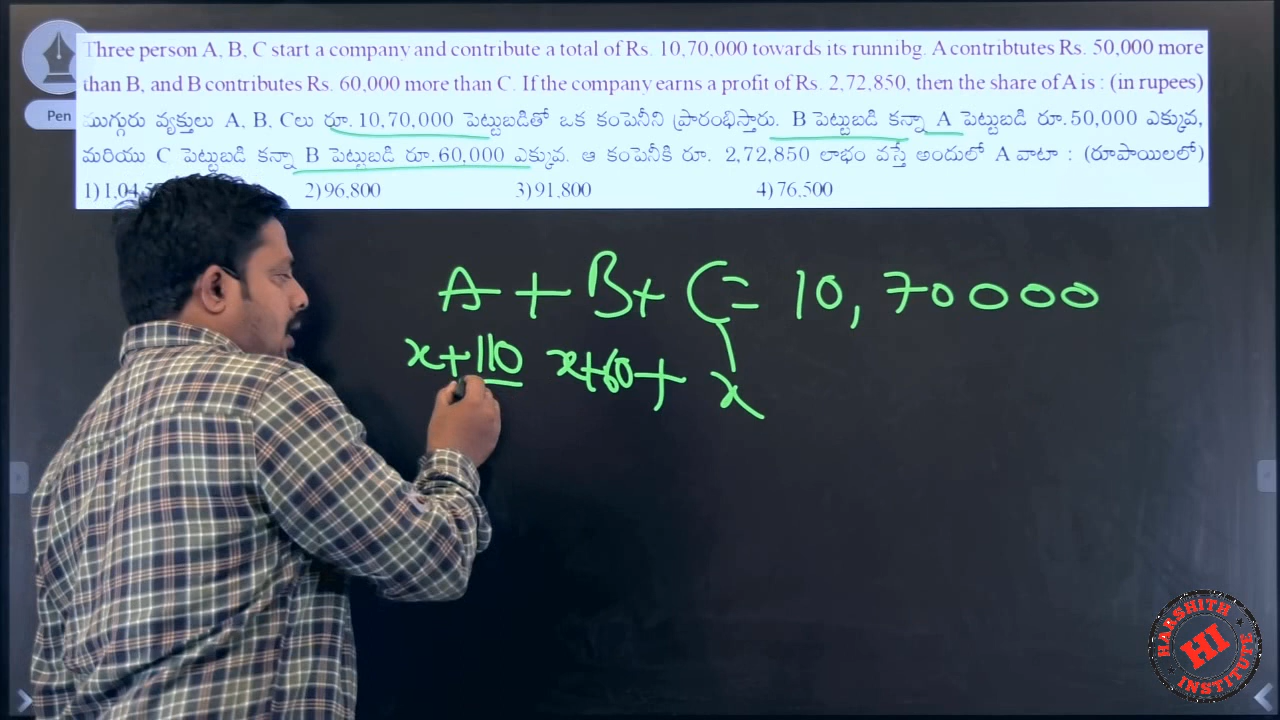 Three person A, B, C start a company and contribute a total of Rs. 10,70,000 towards its runnibg. A contribtutes Rs. 50,000 more
than B, and B contributes Rs. 60,000 more than C. If the company earns a profit of Rs. 2,72,850, then the share of A is : (in rupees)
Pen
ముగ్గురు వ్యక్తులు A, B, Cలు రూ.10,70,000 పెట్టుబడితో ఒక కంపెనీని ప్రారంభిస్తారు. B పెట్టుబడి కన్నా A పెట్టుబడి రూ.50,000 ఎక్కువ,
మరియు C పెట్టుబడి కన్నా B పెట్టుబడి రూ.60,000 ఎక్కువ. ఆ కంపెనీకి రూ. 2,72,850 లాభం వస్తే అందులో A వాటా : (రూపాయిలలో)
2) 96,800 3) 91,800 4) 76,500
A + B + C = 10,70000
x+110 x+60 + x
HARSHITH
HI
INSTITUTE